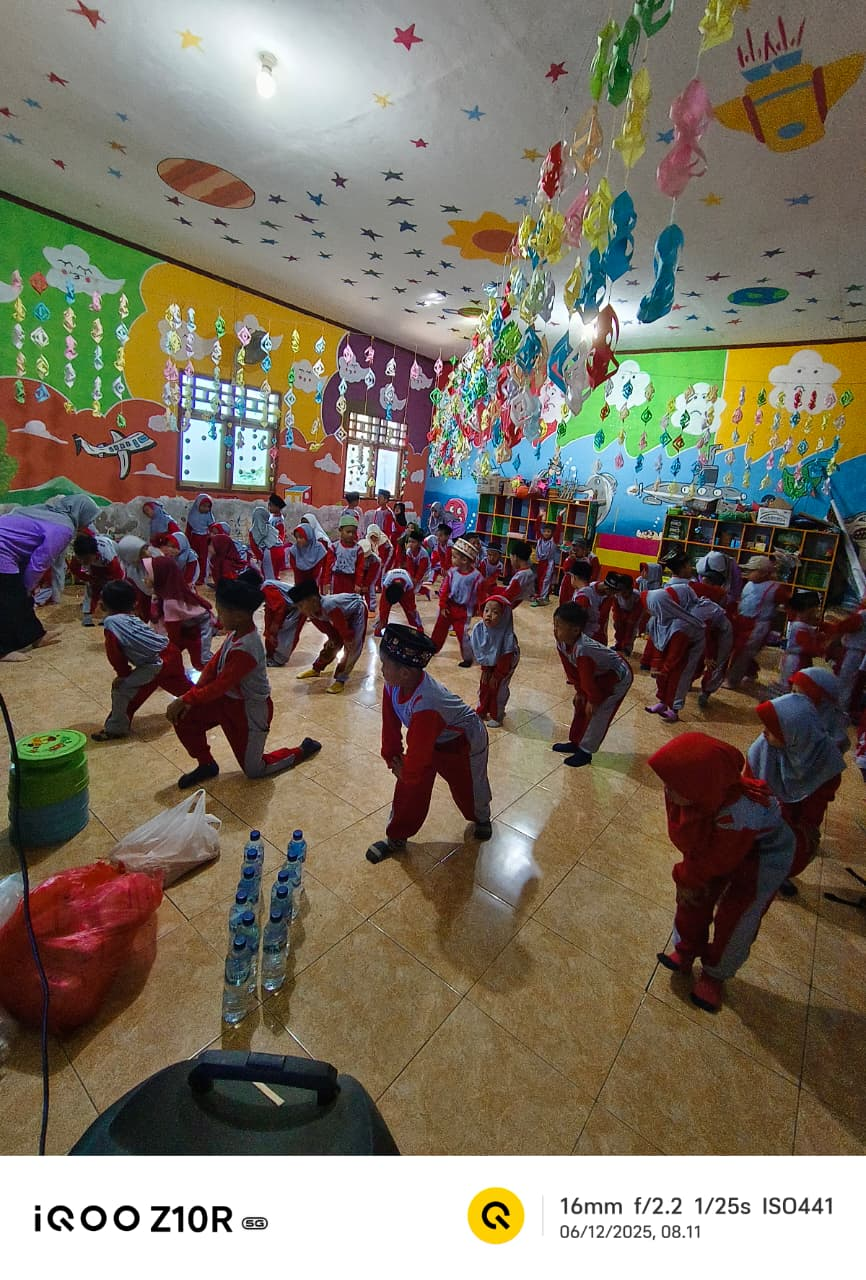 iQOO Z10R 5G
16mm f/2.2 1/25s ISO441
06/12/2025, 08.11